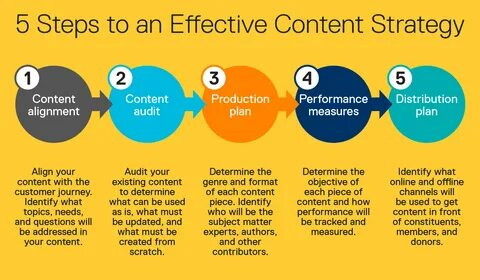 5 Steps to an Effective Content Strategy
1
Content
alignment
2
Content
audit
3
Production
plan
4
Performance
measures
5
Distribution
plan
Align your
content with the
customer journey.
Identify what
topics, needs,
and questions will
be addressed in
your content.
Audit your
existing content
to determine
what can be
used as is, what must
be updated, and
what must be
created from
scratch.
Determine the
genre and format
of each content
piece. Identify
who will be the
subject matter
experts, authors,
and other
contributors.
Determine the
objective of
each piece of
content and how
performance will
be tracked and
measured.
Identify what
online and offline
channels will
be used to get
content in front
of constituents,
members, and
donors.